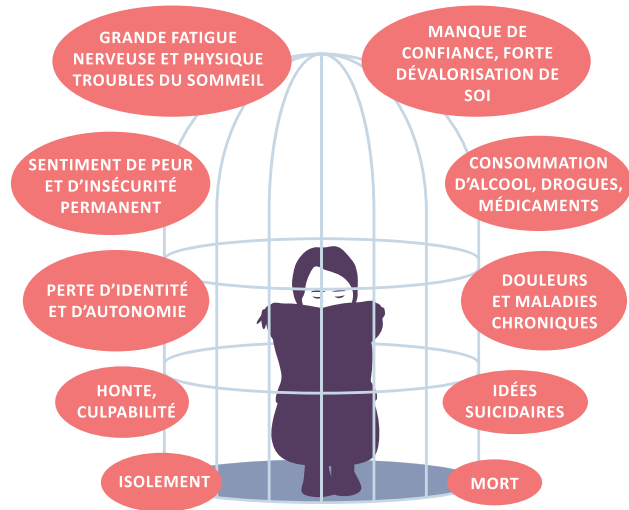 GRANDE FATIGUE
NERVEUSE ET PHYSIQUE
TROUBLES DU SOMMEIL
MANQUE DE
CONFIANCE, FORTE
DÉVALORISATION DE
SOI
SENTIMENT DE PEUR
ET D'INSÉCURITÉ
PERMANENT
CONSOMMATION
D'ALCOOL, DROGUES,
MÉDICAMENTS
PERTE D'IDENTITÉ
ET D'AUTONOMIE
DOULEURS
ET MALADIES
CHRONIQUES
HONTE,
CULPABILITÉ
IDÉES
SUICIDAIRES
ISOLEMENT
MORT